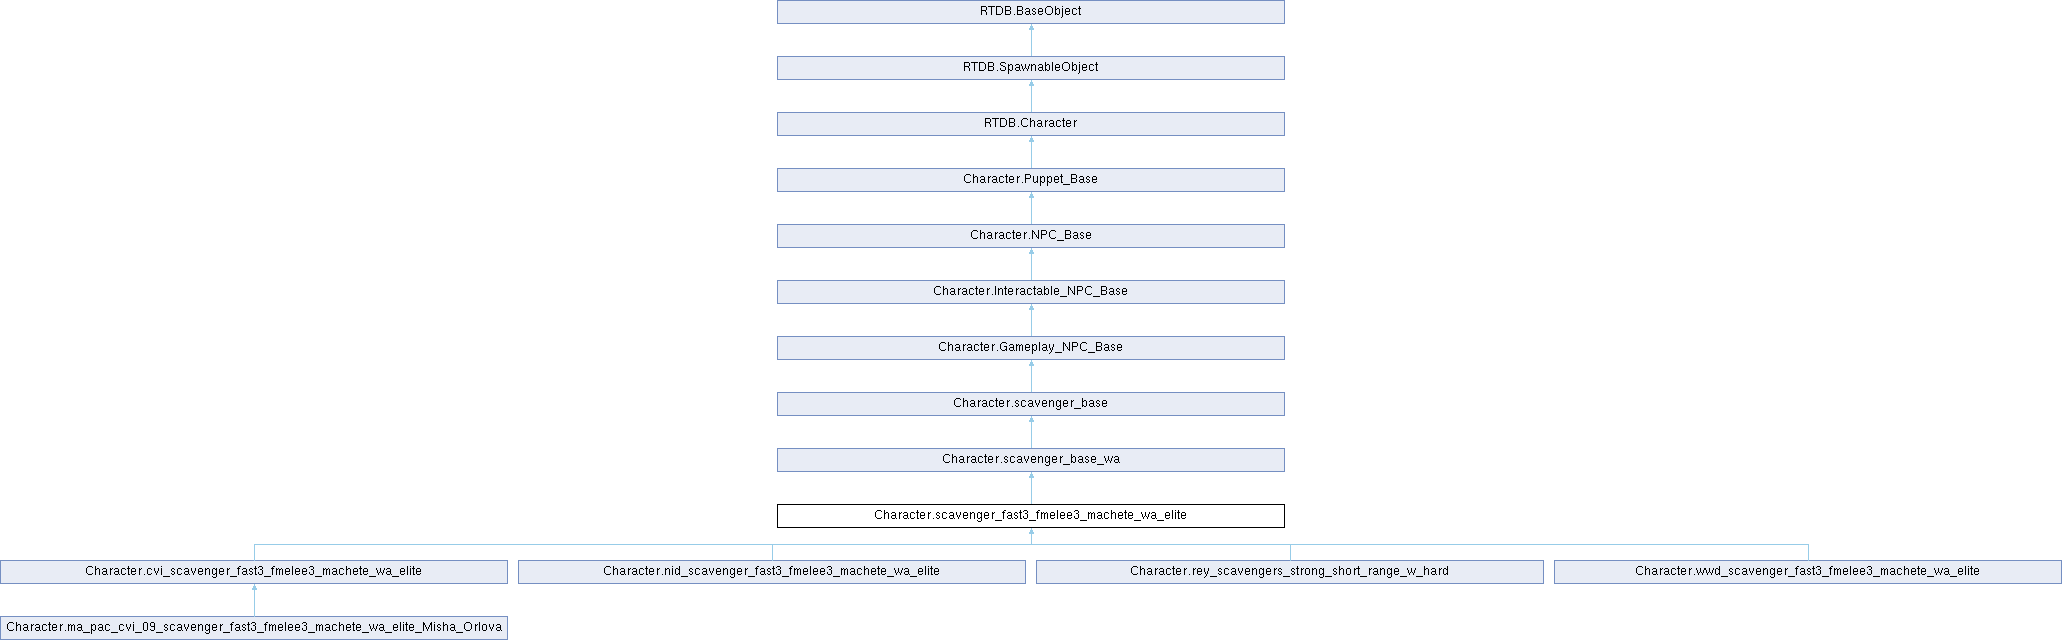 RTDB.BaseObject
RTDB.SpawnableObject
RTDB.Character
Character.Puppet_Base
Character.NPC_Base
Character.Interactable_NPC_Base
Character.Gameplay_NPC_Base
Character.scavenger_base
Character.scavenger_base_wa
Character.scavenger_fast3_fmelee3_machete_wa_elite
Character.cvi_scavenger_fast3_fmelee3_machete_wa_elite
Character.nid_scavenger_fast3_fmelee3_machete_wa_elite
Character.rey_scavengers_strong_short_range_w_hard
Character.wwd_scavenger_fast3_fmelee3_machete_wa_elite
Character.ma_pac_cvi_09_scavenger_fast3_fmelee3_machete_wa_elite_Misha_Orlova